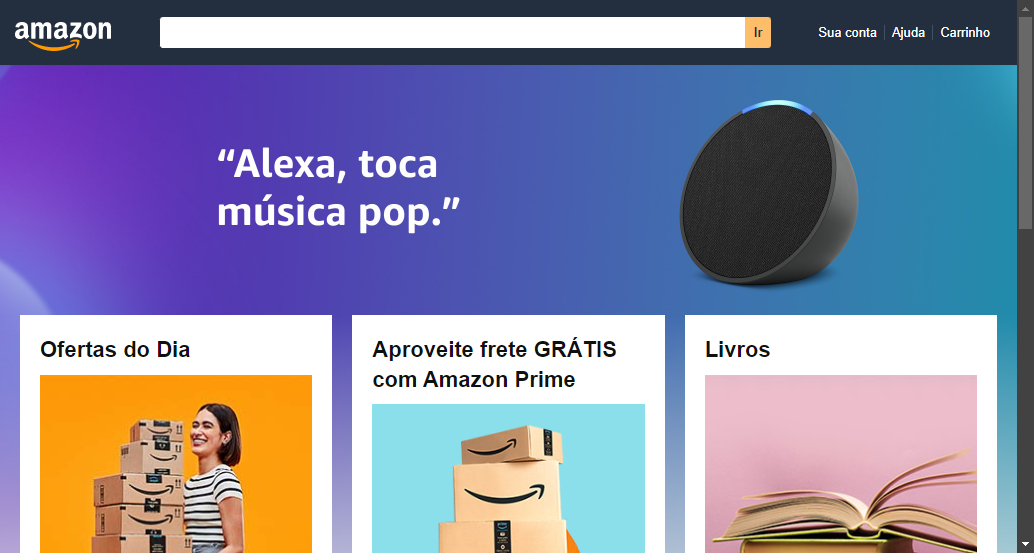 amazon
Ir
Sua conta
Ajuda
Carrinho
“Alexa, toca
música pop.”
Ofertas do Dia
Aproveite frete GRÁTIS
com Amazon Prime
Livros